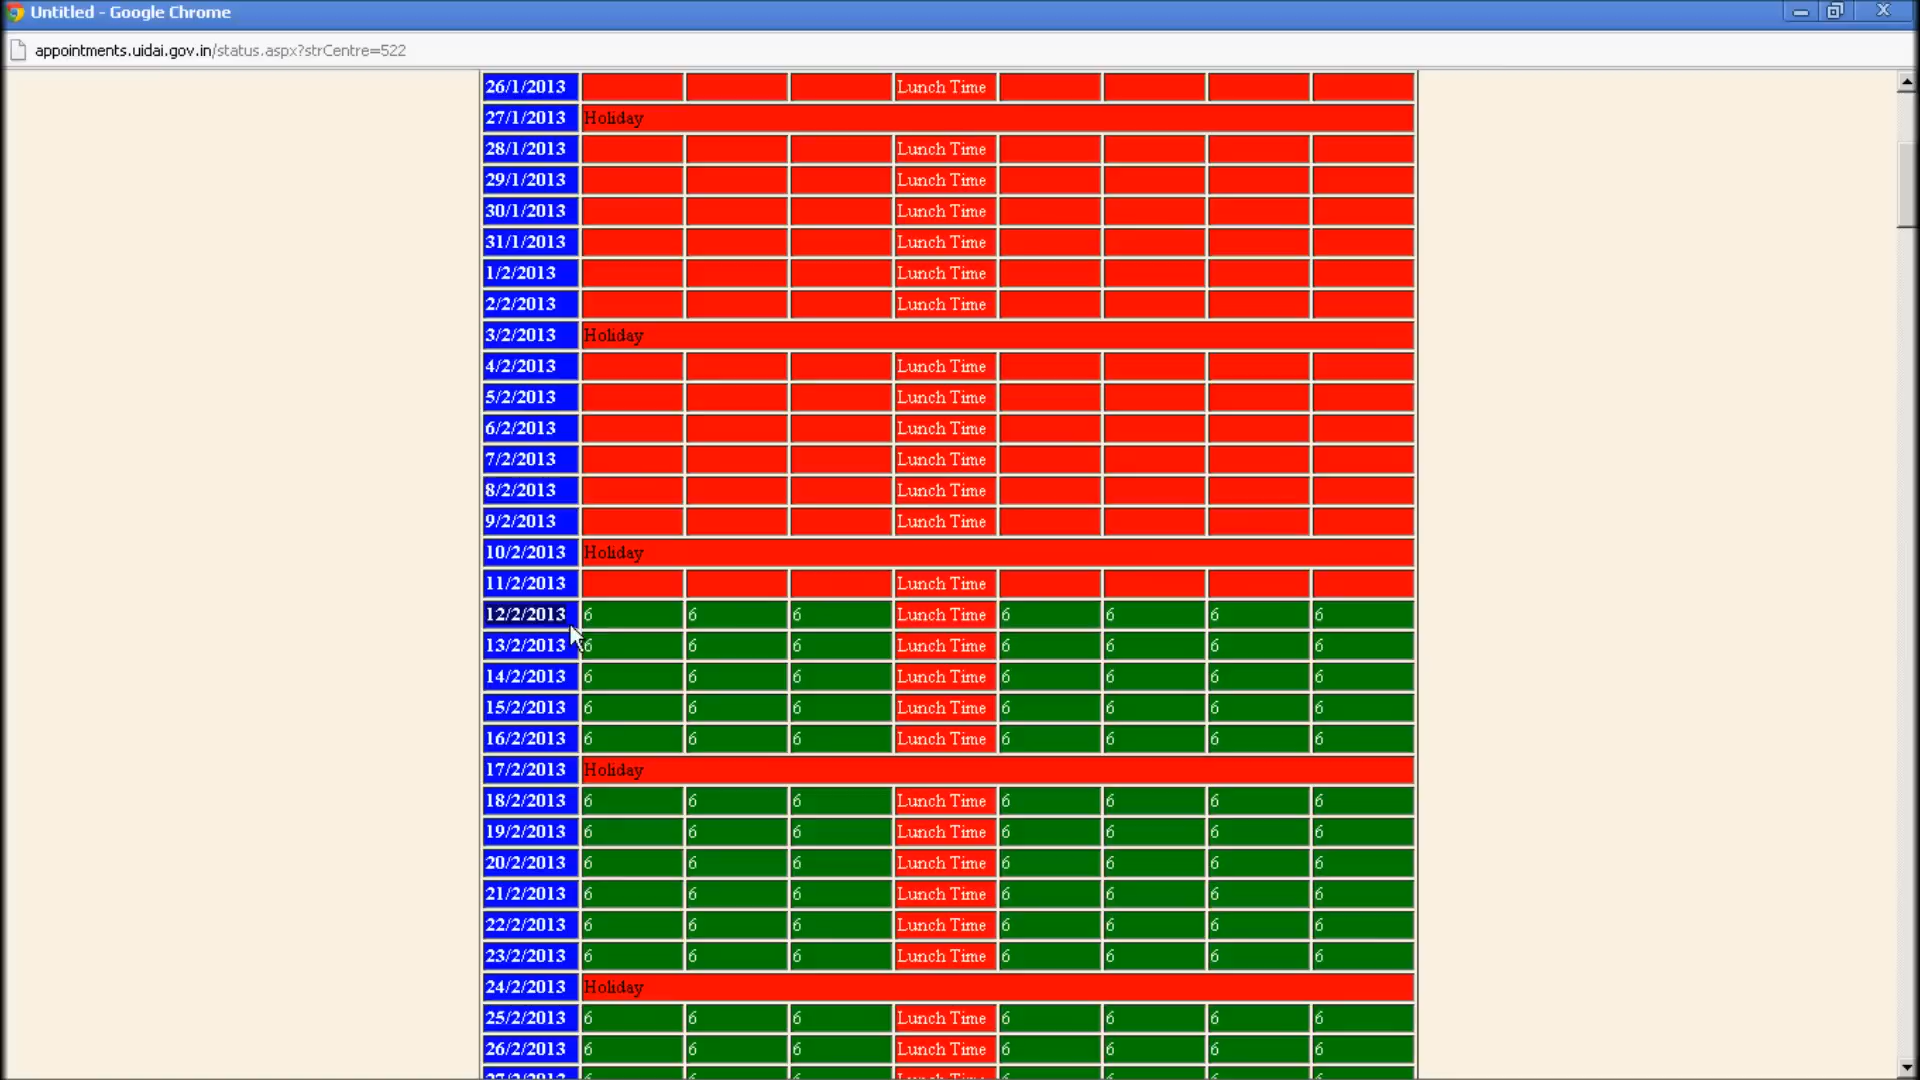 Untitled - Google Chrome
appointments.uidai.gov.in/status.aspx?strCentre=522
26/1/2013 Lunch Time
27/1/2013 Holiday
28/1/2013 Lunch Time
29/1/2013 Lunch Time
30/1/2013 Lunch Time
31/1/2013 Lunch Time
1/2/2013 Lunch Time
2/2/2013 Lunch Time
3/2/2013 Holiday
4/2/2013 Lunch Time
5/2/2013 Lunch Time
6/2/2013 Lunch Time
7/2/2013 Lunch Time
8/2/2013 Lunch Time
9/2/2013 Lunch Time
10/2/2013 Holiday
11/2/2013 Lunch Time
12/2/2013 6 6 6 Lunch Time 6 6 6 6
13/2/2013 6 6 6 Lunch Time 6 6 6 6
14/2/2013 6 6 6 Lunch Time 6 6 6 6
15/2/2013 6 6 6 Lunch Time 6 6 6 6
16/2/2013 6 6 6 Lunch Time 6 6 6 6
17/2/2013 Holiday
18/2/2013 6 6 6 Lunch Time 6 6 6 6
19/2/2013 6 6 6 Lunch Time 6 6 6 6
20/2/2013 6 6 6 Lunch Time 6 6 6 6
21/2/2013 6 6 6 Lunch Time 6 6 6 6
22/2/2013 6 6 6 Lunch Time 6 6 6 6
23/2/2013 6 6 6 Lunch Time 6 6 6 6
24/2/2013 Holiday
25/2/2013 6 6 6 Lunch Time 6 6 6 6
26/2/2013 6 6 6 Lunch Time 6 6 6 6